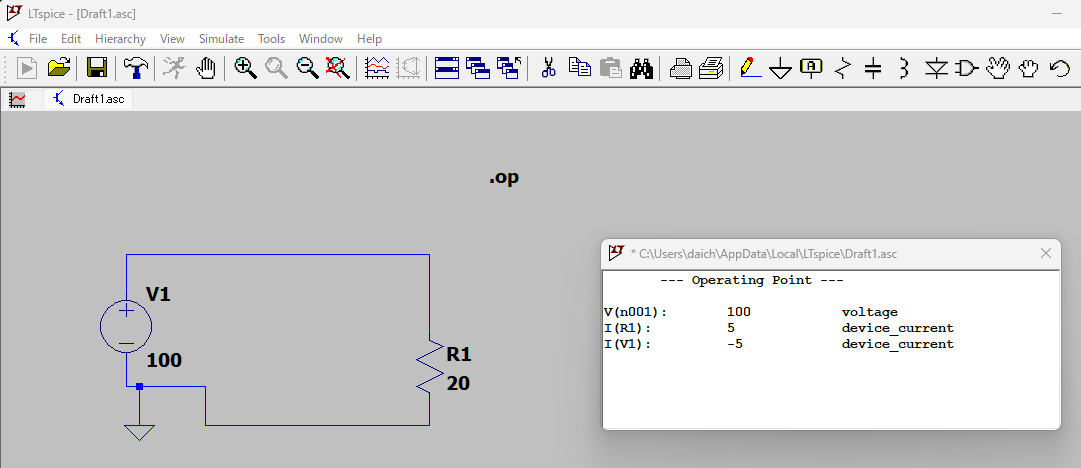 LTspice - [Draft1.asc]
File Edit Hierarchy View Simulate Tools Window Help
Draft1.asc
.op
* C:\Users\daich\AppData\Local\LTspice\Draft1.asc
--- Operating Point ---
V(n001): 100 voltage
I(R1): 5 device_current
I(V1): -5 device_current
V1
100
R1
20